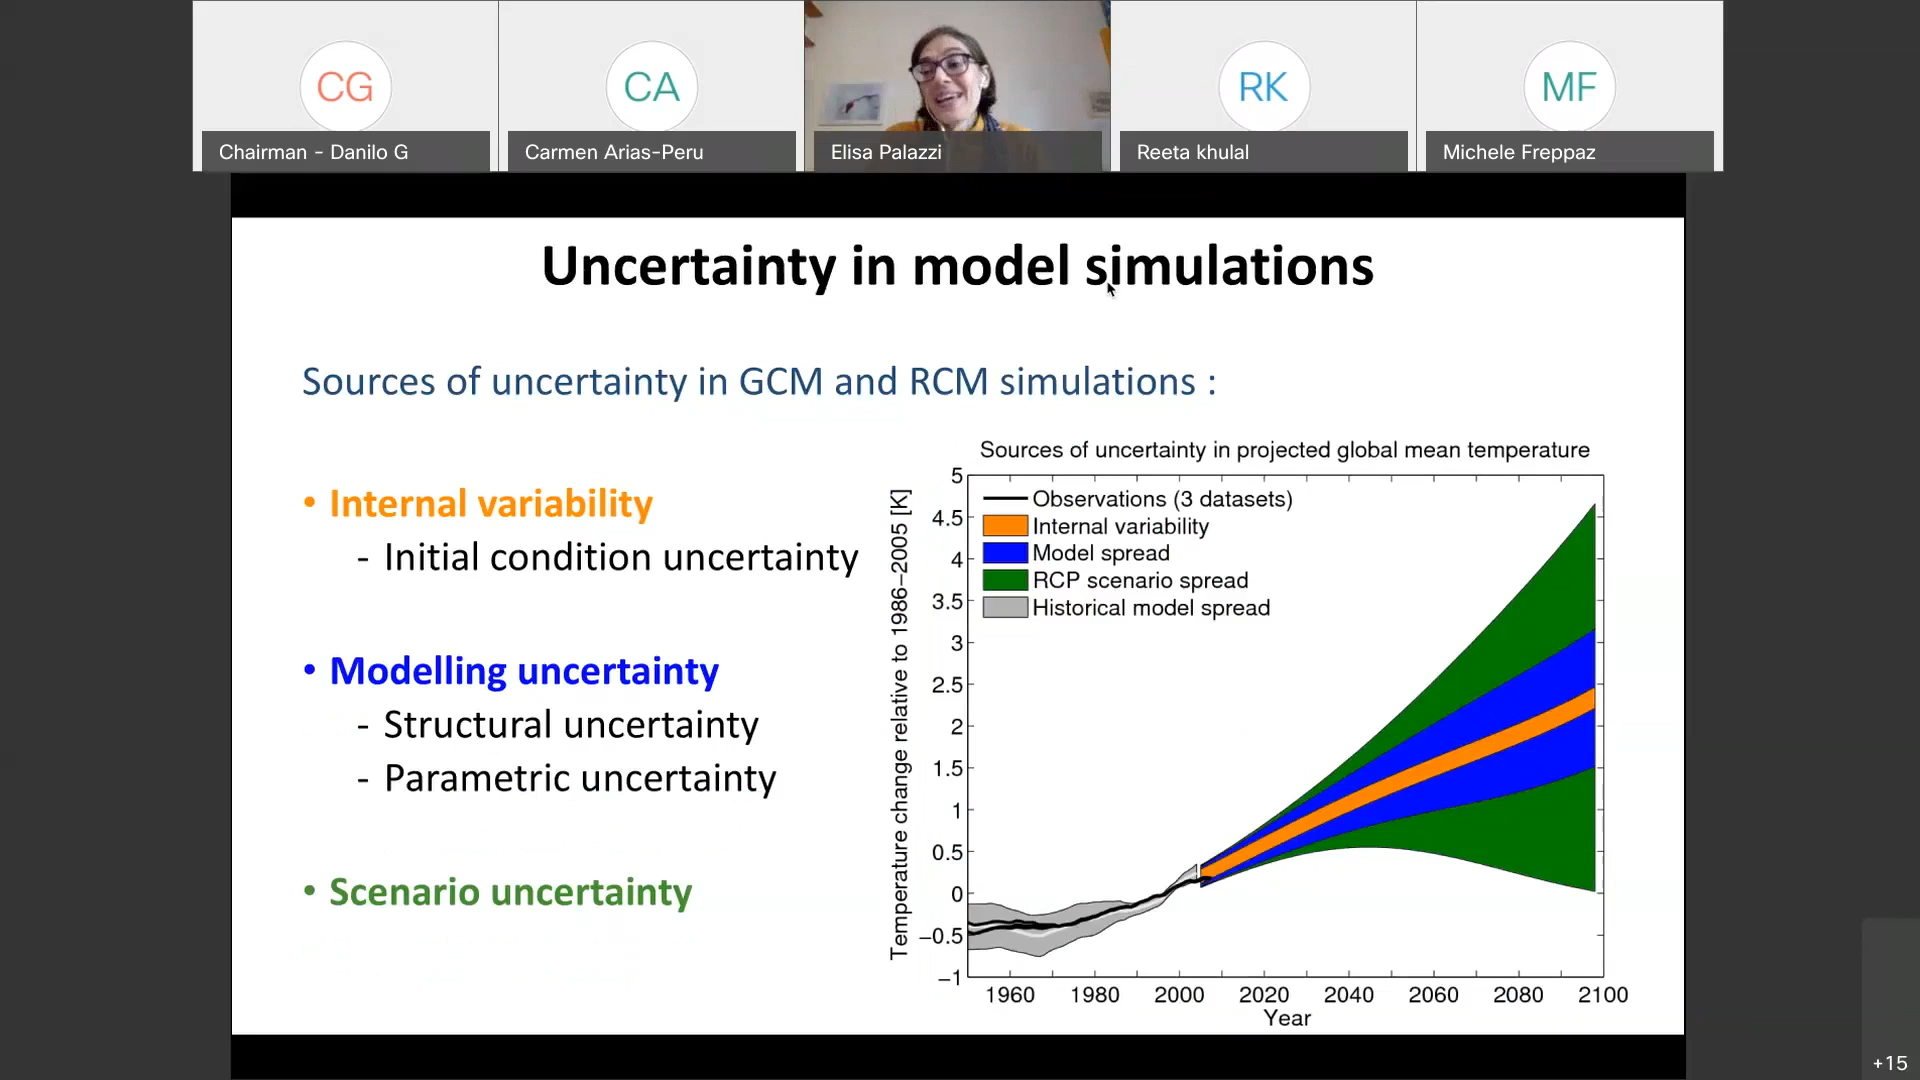 CG
CA
RK
MF
Chairman - Danilo G
Carmen Arias-Peru
Elisa Palazzi
Reeta khulal
Michele Freppaz
Uncertainty in model simulations
Sources of uncertainty in GCM and RCM simulations :
• Internal variability
- Initial condition uncertainty
• Modelling uncertainty
- Structural uncertainty
- Parametric uncertainty
• Scenario uncertainty
Sources of uncertainty in projected global mean temperature
Temperature change relative to 1986–2005 [K]
5
4.5
4
3.5
3
2.5
2
1.5
1
0.5
0
−0.5
−1
Observations (3 datasets)
Internal variability
Model spread
RCP scenario spread
Historical model spread
1960 1980 2000 2020 2040 2060 2080 2100
Year
+15